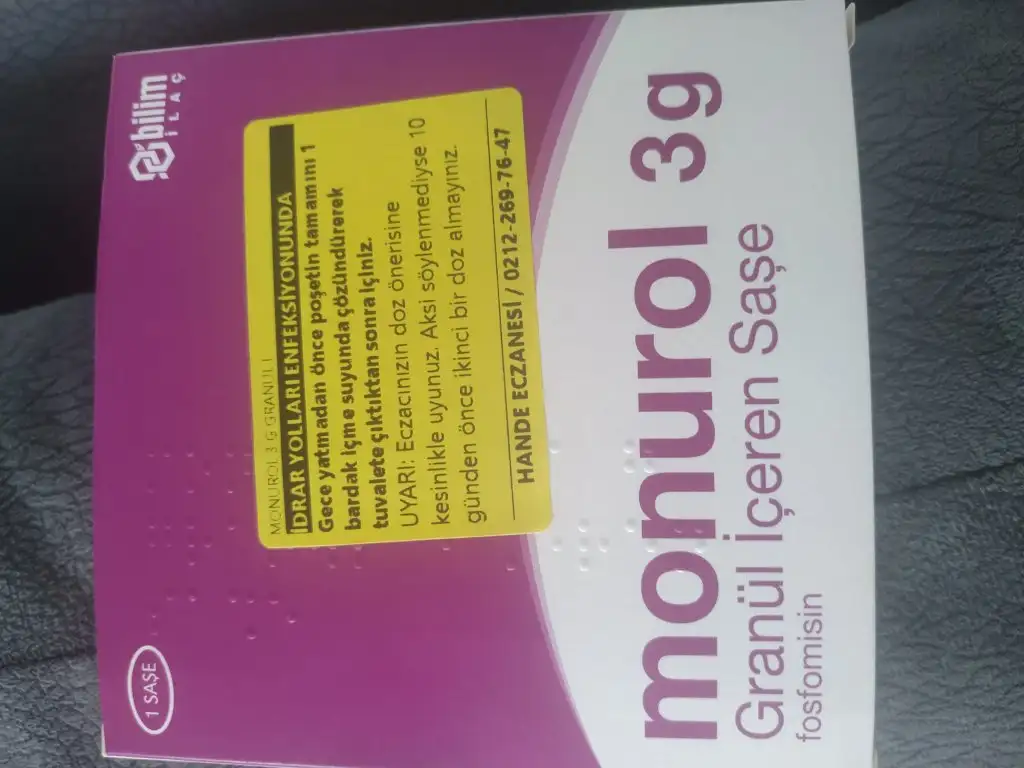 bilim
İLAÇ
1 SAŞE
MONUROL 3 G GRANÜL 1
İDRAR YOLLARI ENFEKSİYONUNDA
Gece yatmadan önce poşetin tamamını 1
bardak içme suyunda çözündürerek
tuvalete çıktıktan sonra içiniz.
UYARI: Eczacınızın doz önerisine
kesinlikle uyunuz. Aksi söylenmediyse 10
günden önce ikinci bir doz almayınız.
HANDE ECZANESİ / 0212-269-76-47
monurol 3g
Granül İçeren Saşe
fosfomisin